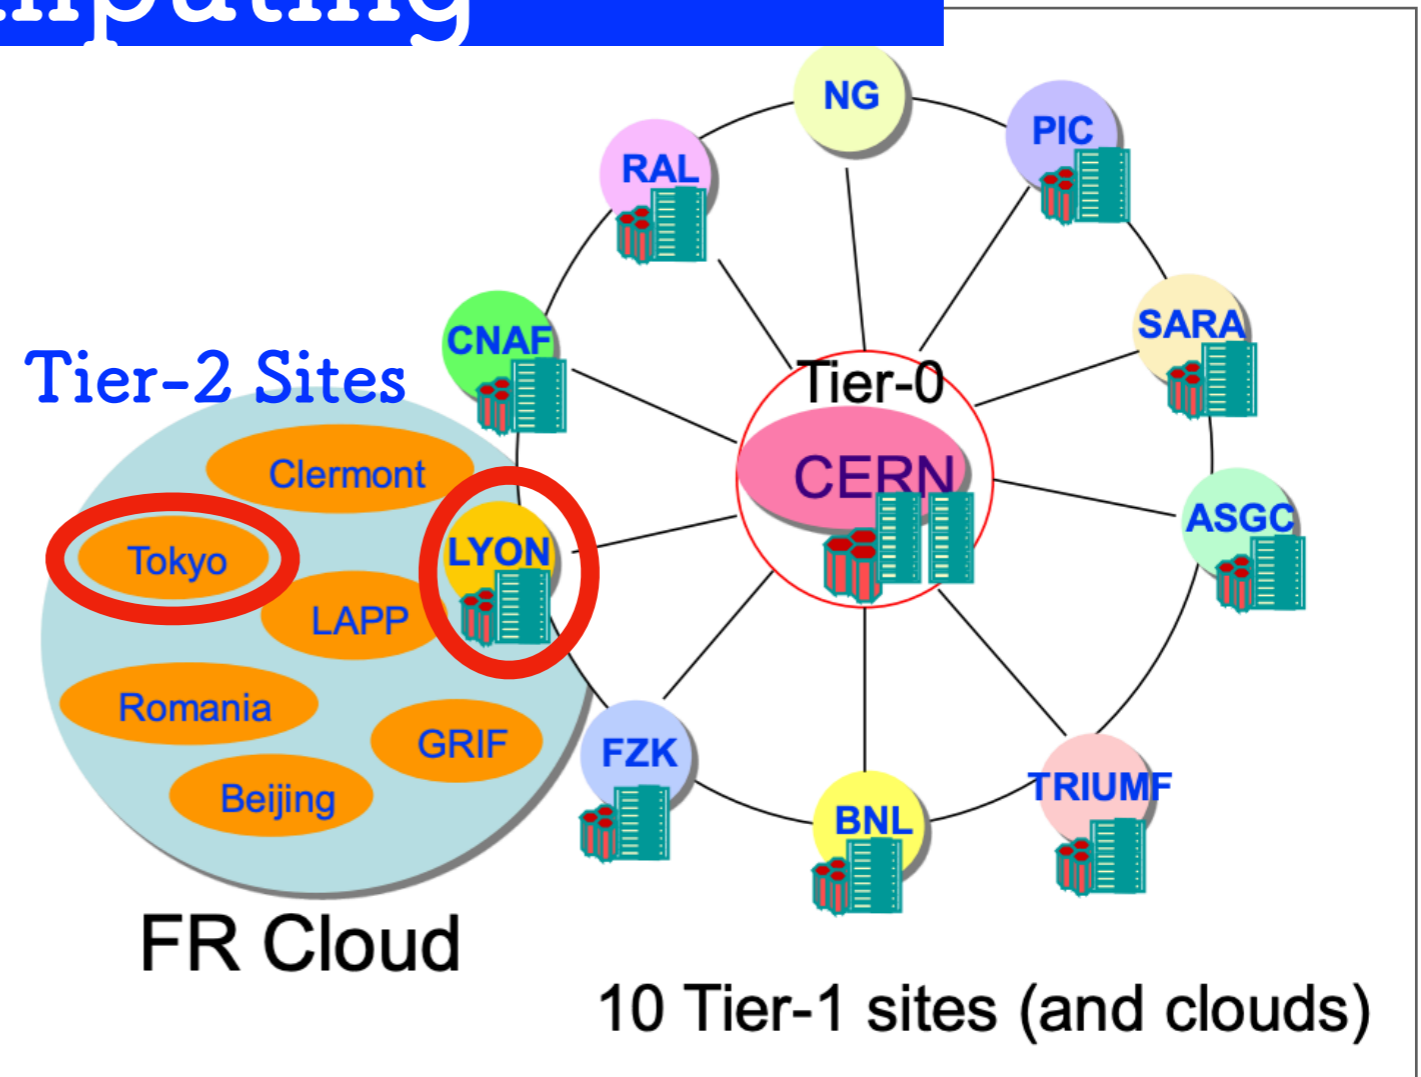 NG
PIC
RAL
SARA
CNAF
Tier-2 Sites
Tier-0
CERN
Clermont
ASGC
LYON
Tokyo
LAPP
Romania
GRIF
FZK
Beijing
TRIUMF
BNL
FR Cloud
10 Tier-1 sites (and clouds)